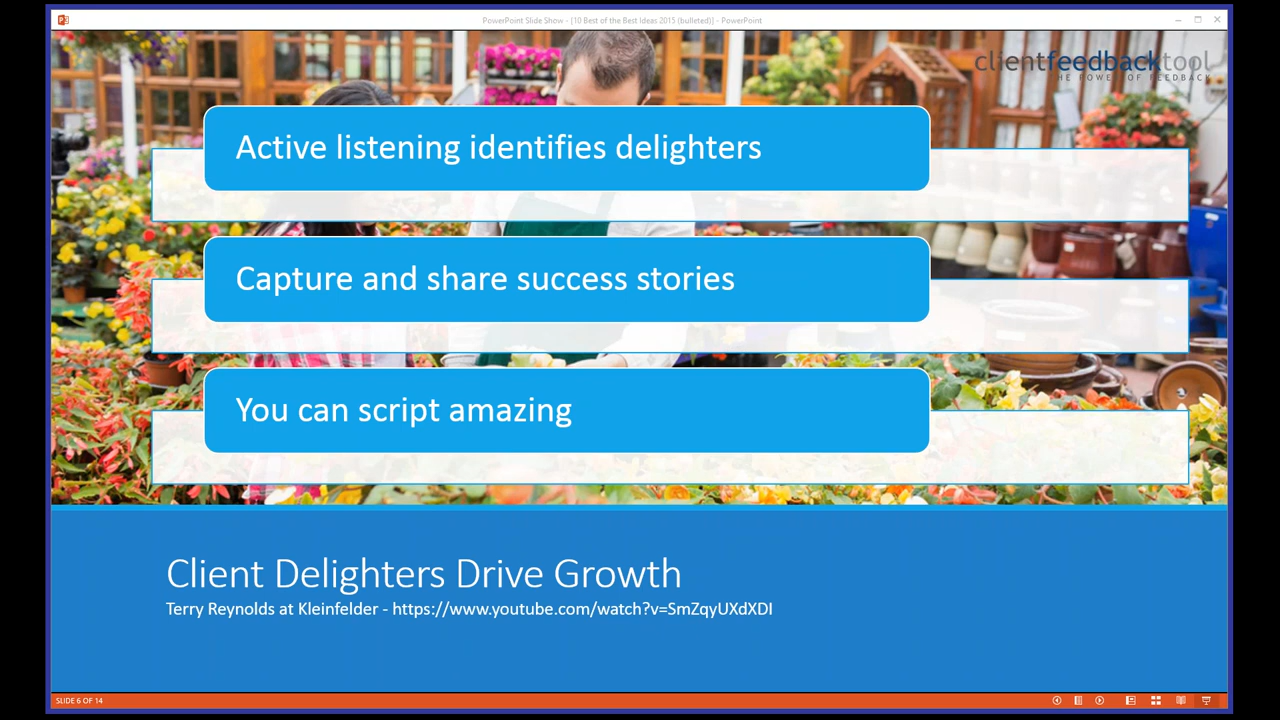 PowerPoint Slide Show - [10 Best of the Best Ideas 2015 (bulleted)] - PowerPoint
clientfeedbacktool
THE POWER OF FEEDBACK
Active listening identifies delighters
Capture and share success stories
You can script amazing
Client Delighters Drive Growth
Terry Reynolds at Kleinfelder - https://www.youtube.com/watch?v=SmZqyUXdXDI
SLIDE 6 OF 14